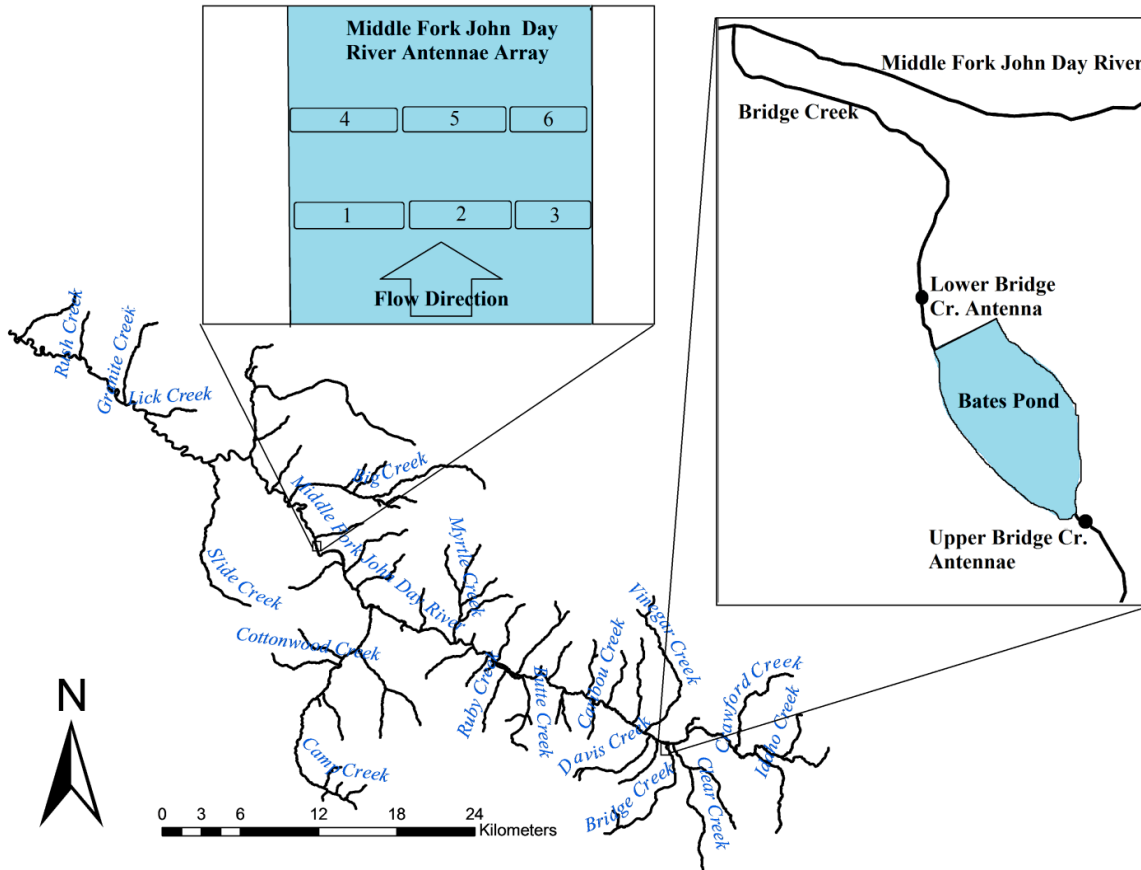 Middle Fork John Day
River Antennae Array
4
5
6
1
2
3
Flow Direction
Middle Fork John Day River
Bridge Creek
Lower Bridge
Cr. Antenna
Bates Pond
Upper Bridge Cr.
Antennae
Rush Creek
Granite Creek
Lick Creek
Big Creek
Middle Fork John Day River
Slide Creek
Myrtle Creek
Cottonwood Creek
Vinegar Creek
Caribou Creek
Ruby Creek
Butte Creek
Crawford Creek
Idaho Creek
Davis Creek
Camp Creek
Bridge Creek
Clear Creek
N
0 3 6 12 18 24
Kilometers